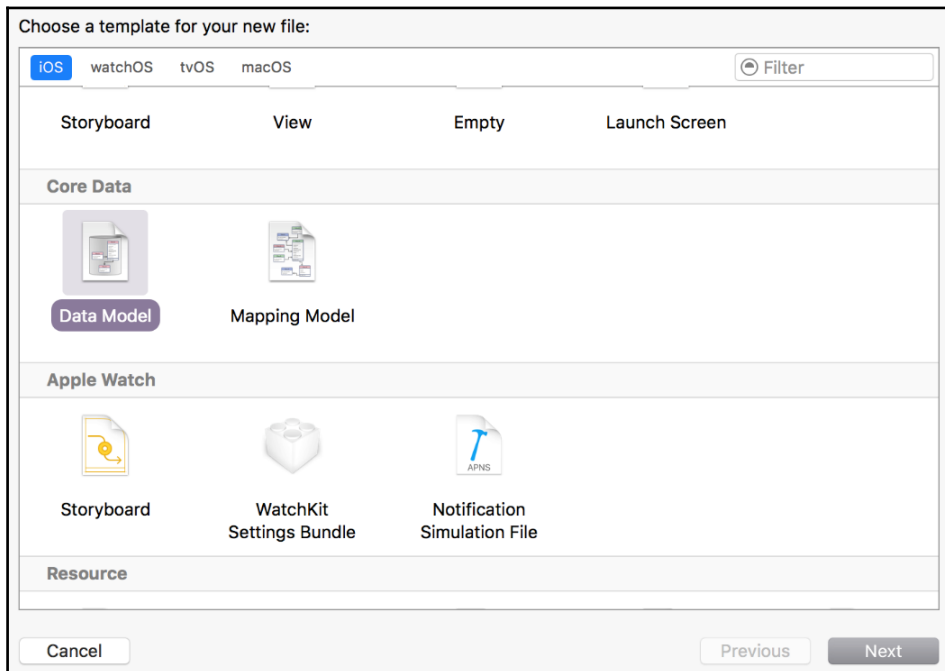 Choose a template for your new file:
iOS watchOS tvOS macOS Filter
Storyboard View Empty Launch Screen
Core Data
Data Model Mapping Model
Apple Watch
APNS
Storyboard WatchKit Notification
Settings Bundle Simulation File
Resource
Cancel Previous Next